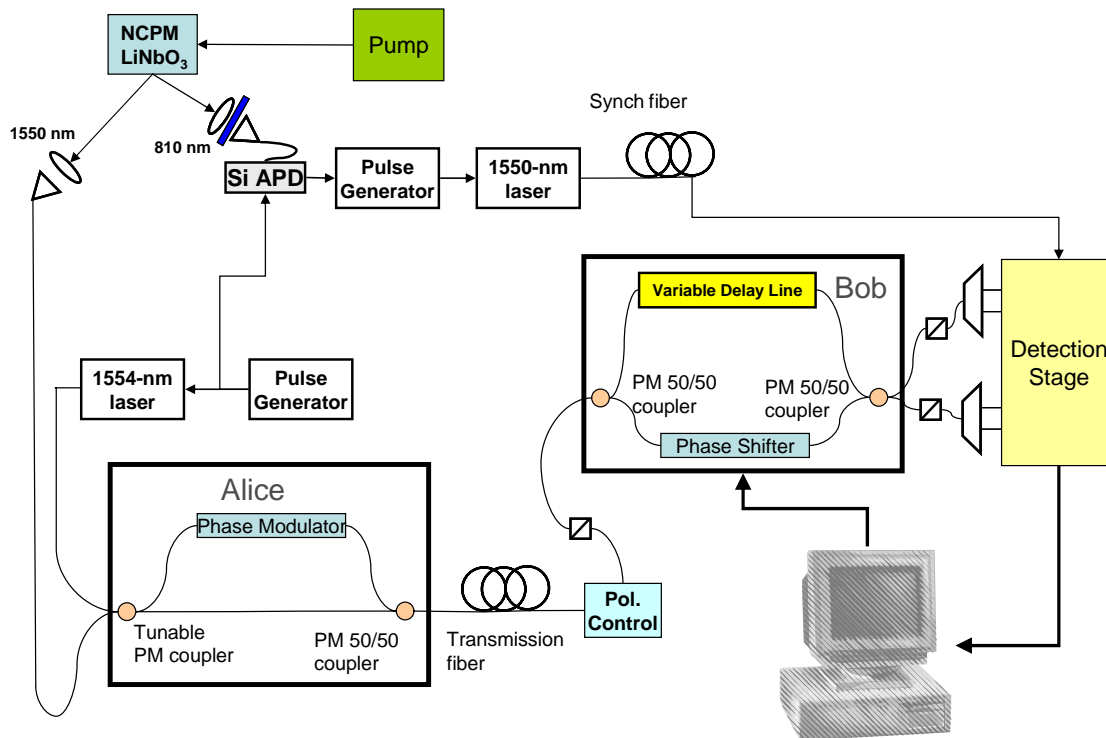 NCPM
LiNbO₃
Pump
1550 nm
810 nm
Synch fiber
Si APD
Pulse
Generator
1550-nm
laser
Variable Delay Line
Bob
Detection
Stage
PM 50/50
coupler
PM 50/50
coupler
Phase Shifter
1554-nm
laser
Pulse
Generator
Alice
Phase Modulator
Tunable
PM coupler
PM 50/50
coupler
Transmission
fiber
Pol.
Control